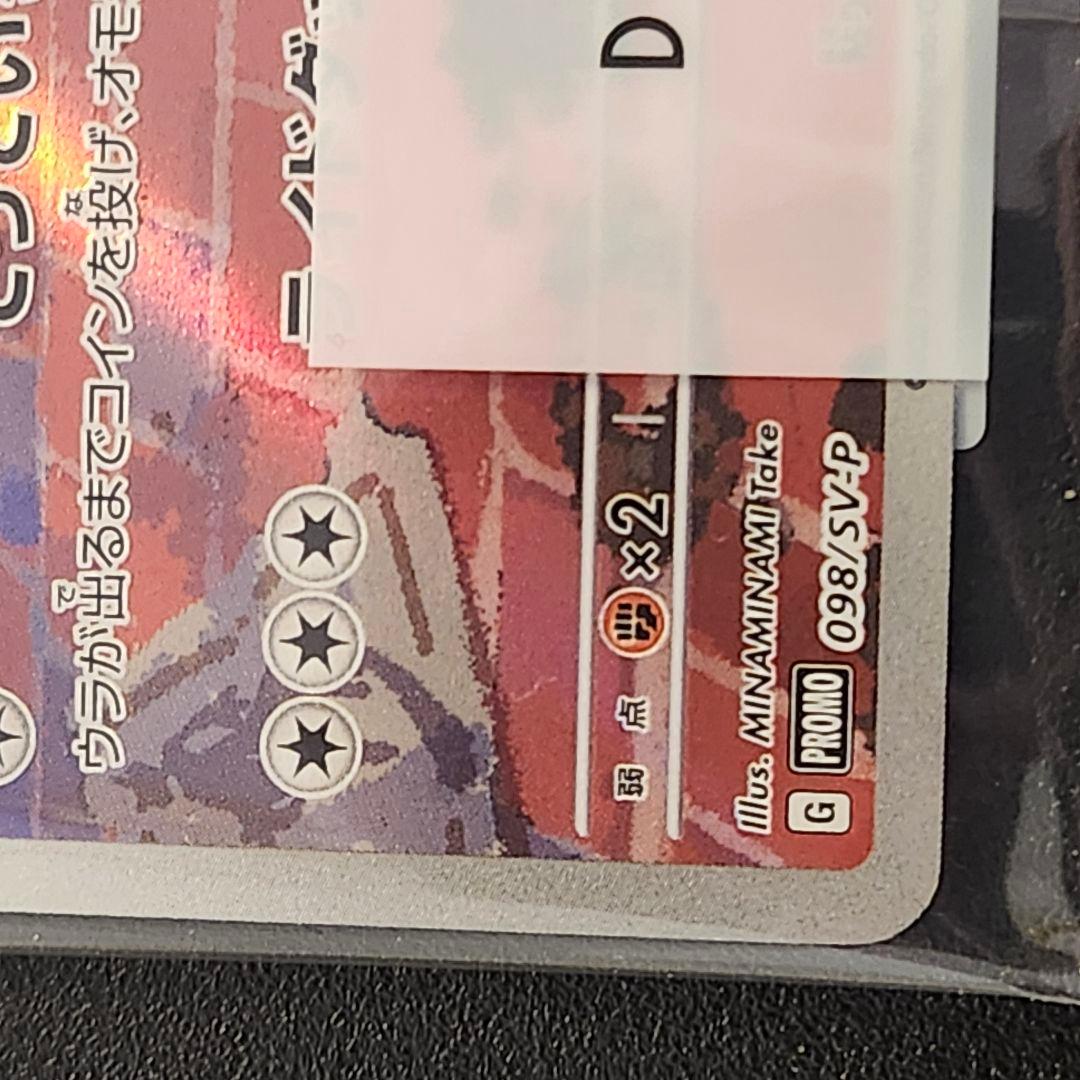 ウラが出るまでコインを投げ、オモ
D
弱点 ×2
Illus. MINAMINAMI Take
G PROMO 098/SV-P